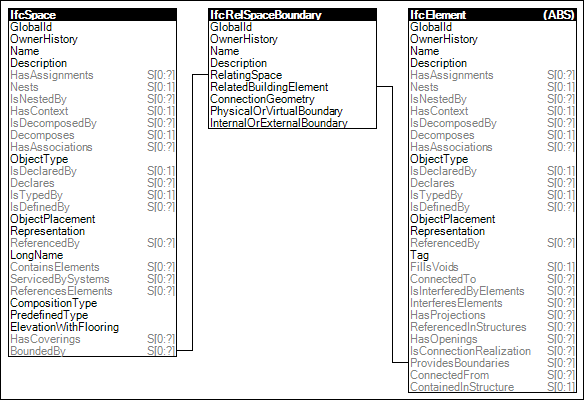 IfcSpace
GlobalId
OwnerHistory
Name
Description
HasAssignments S[0:?]
Nests S[0:1]
IsNestedBy S[0:?]
HasContext S[0:1]
IsDecomposedBy S[0:?]
Decomposes S[0:1]
HasAssociations S[0:?]
ObjectType
IsDeclaredBy S[0:1]
Declares S[0:?]
IsTypedBy S[0:1]
IsDefinedBy S[0:?]
ObjectPlacement
Representation
ReferencedBy S[0:?]
LongName
ContainsElements S[0:?]
ServicedBySystems S[0:?]
ReferencesElements S[0:?]
CompositionType
PredefinedType
ElevationWithFlooring
HasCoverings S[0:?]
BoundedBy S[0:?]
IfcRelSpaceBoundary
GlobalId
OwnerHistory
Name
Description
RelatingSpace
RelatedBuildingElement
ConnectionGeometry
PhysicalOrVirtualBoundary
InternalOrExternalBoundary
IfcElement (ABS)
GlobalId
OwnerHistory
Name
Description
HasAssignments S[0:?]
Nests S[0:1]
IsNestedBy S[0:?]
HasContext S[0:1]
IsDecomposedBy S[0:?]
Decomposes S[0:1]
HasAssociations S[0:?]
ObjectType
IsDeclaredBy S[0:1]
Declares S[0:?]
IsTypedBy S[0:1]
IsDefinedBy S[0:?]
ObjectPlacement
Representation
ReferencedBy S[0:?]
Tag
FillsVoids S[0:1]
ConnectedTo S[0:?]
IsInterferedByElements S[0:?]
InterferesElements S[0:?]
HasProjections S[0:?]
ReferencedInStructures S[0:?]
HasOpenings S[0:?]
IsConnectionRealization S[0:?]
ProvidesBoundaries S[0:?]
ConnectedFrom S[0:?]
ContainedInStructure S[0:1]